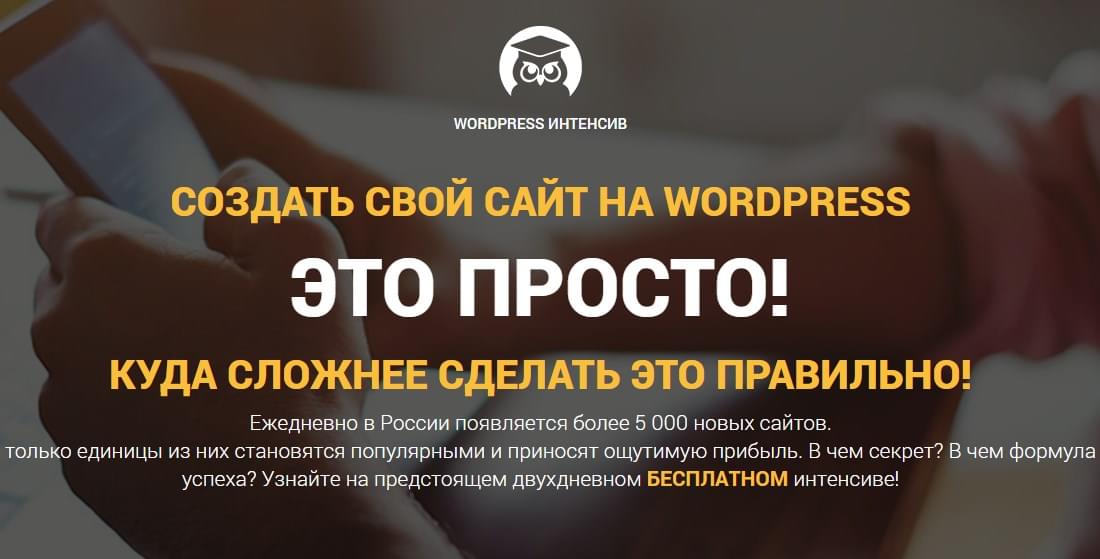 WORDPRESS ИНТЕНСИВ
СОЗДАТЬ СВОЙ САЙТ НА WORDPRESS
ЭТО ПРОСТО!
КУДА СЛОЖНЕЕ СДЕЛАТЬ ЭТО ПРАВИЛЬНО!
Ежедневно в России появляется более 5 000 новых сайтов.
только единицы из них становятся популярными и приносят ощутимую прибыль. В чем секрет? В чем формула
успеха? Узнайте на предстоящем двухдневном БЕСПЛАТНОМ интенсиве!